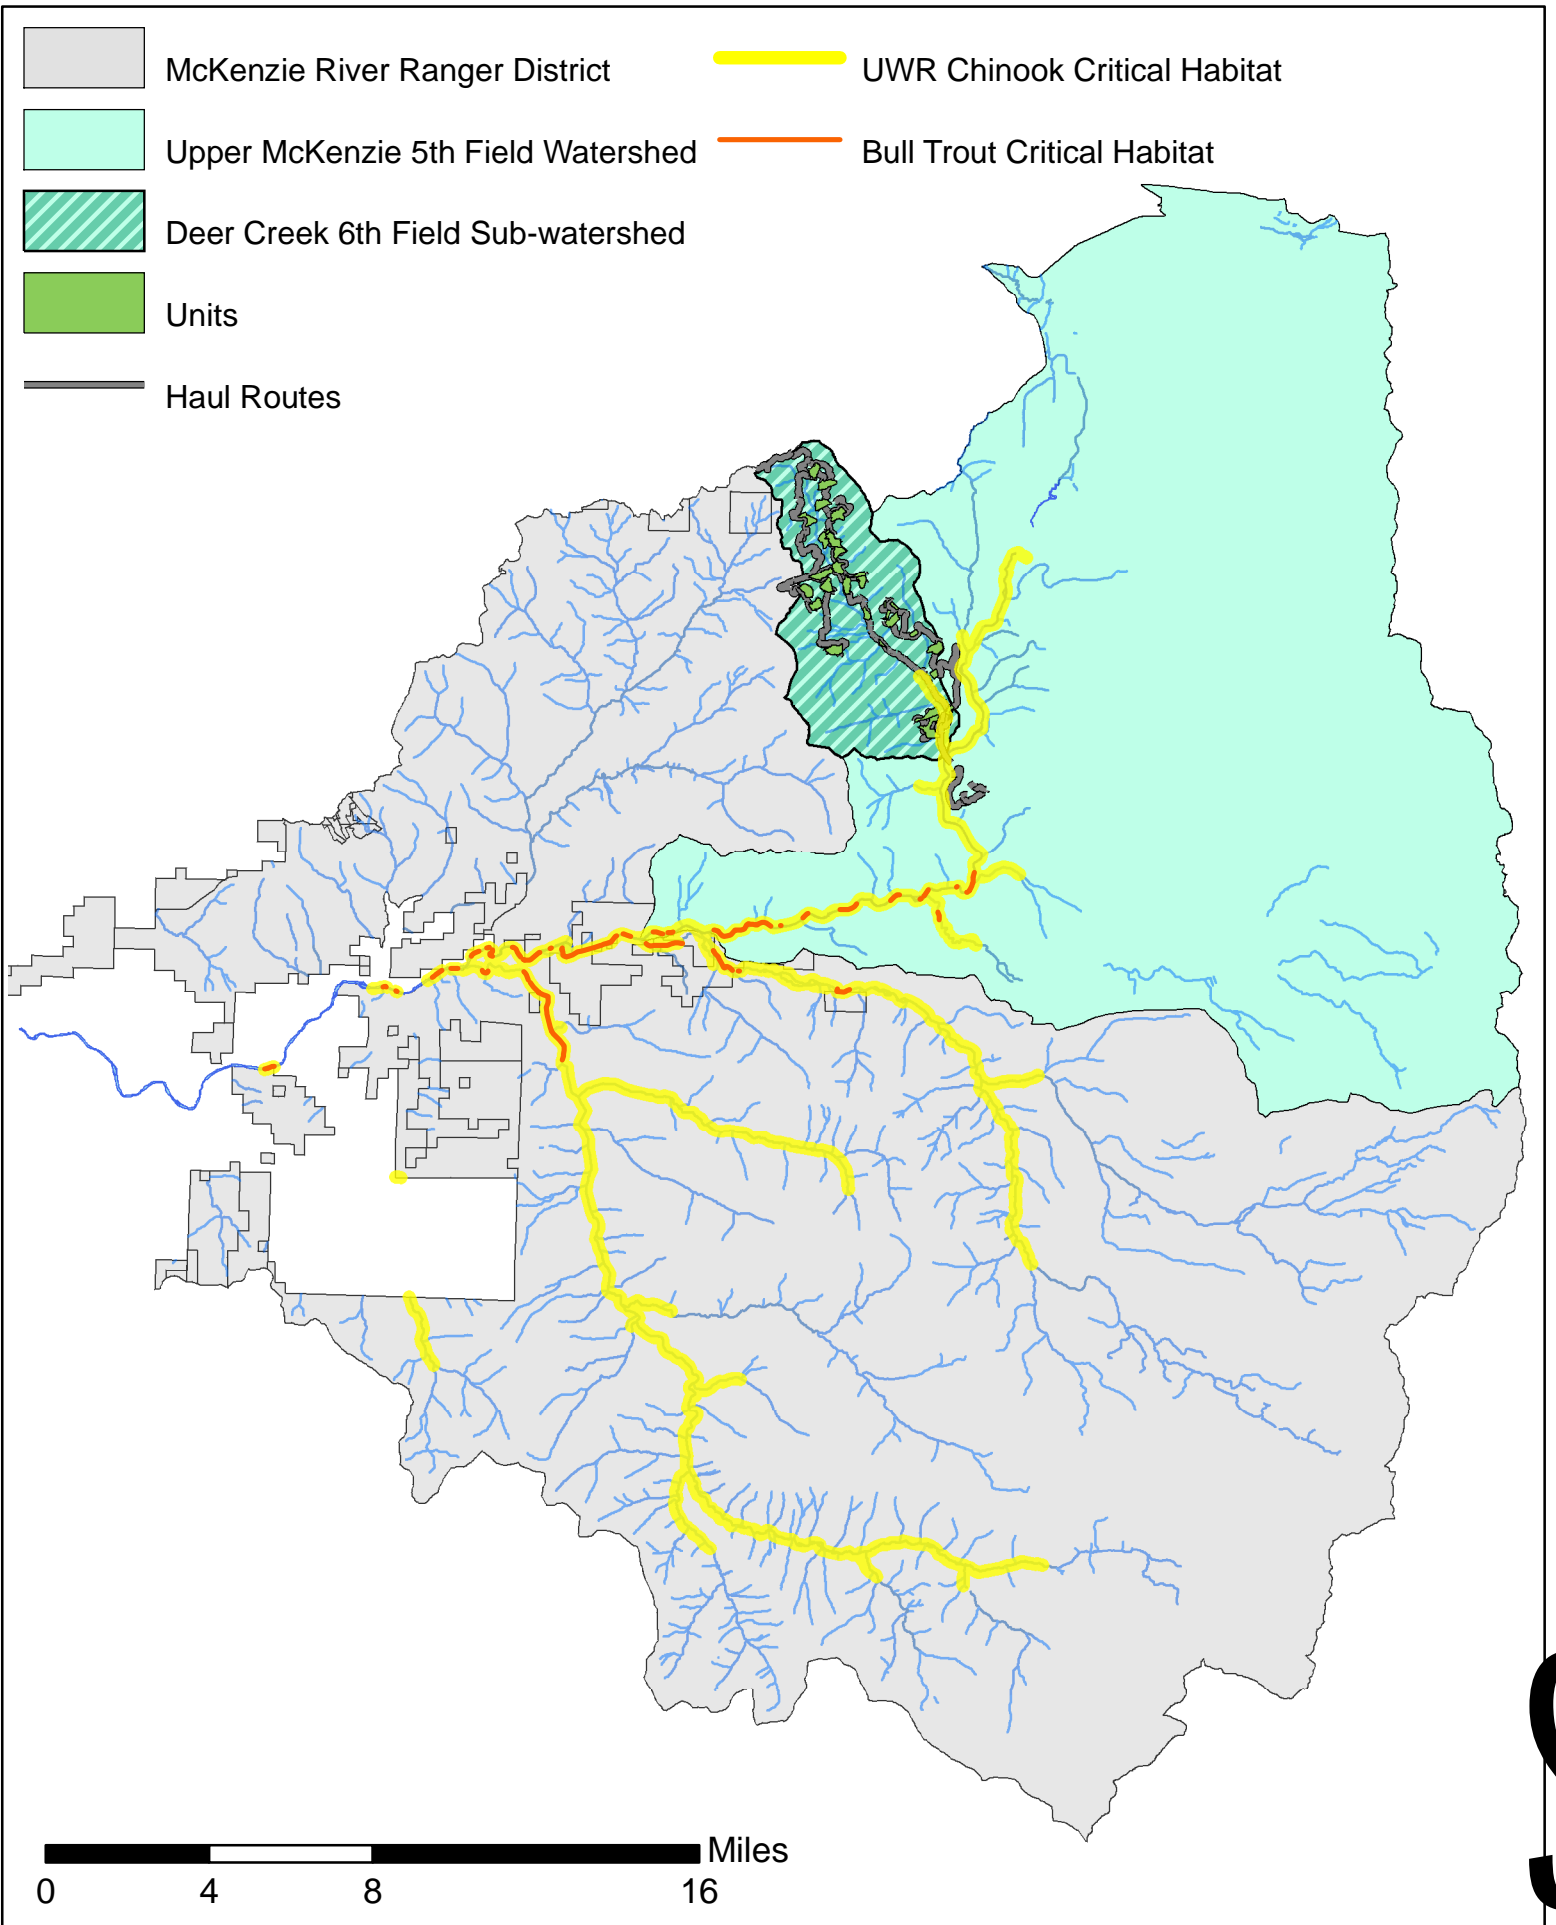 McKenzie River Ranger District
UWR Chinook Critical Habitat
Upper McKenzie 5th Field Watershed
Bull Trout Critical Habitat
Deer Creek 6th Field Sub-watershed
Units
Haul Routes
Miles
0 4 8 16